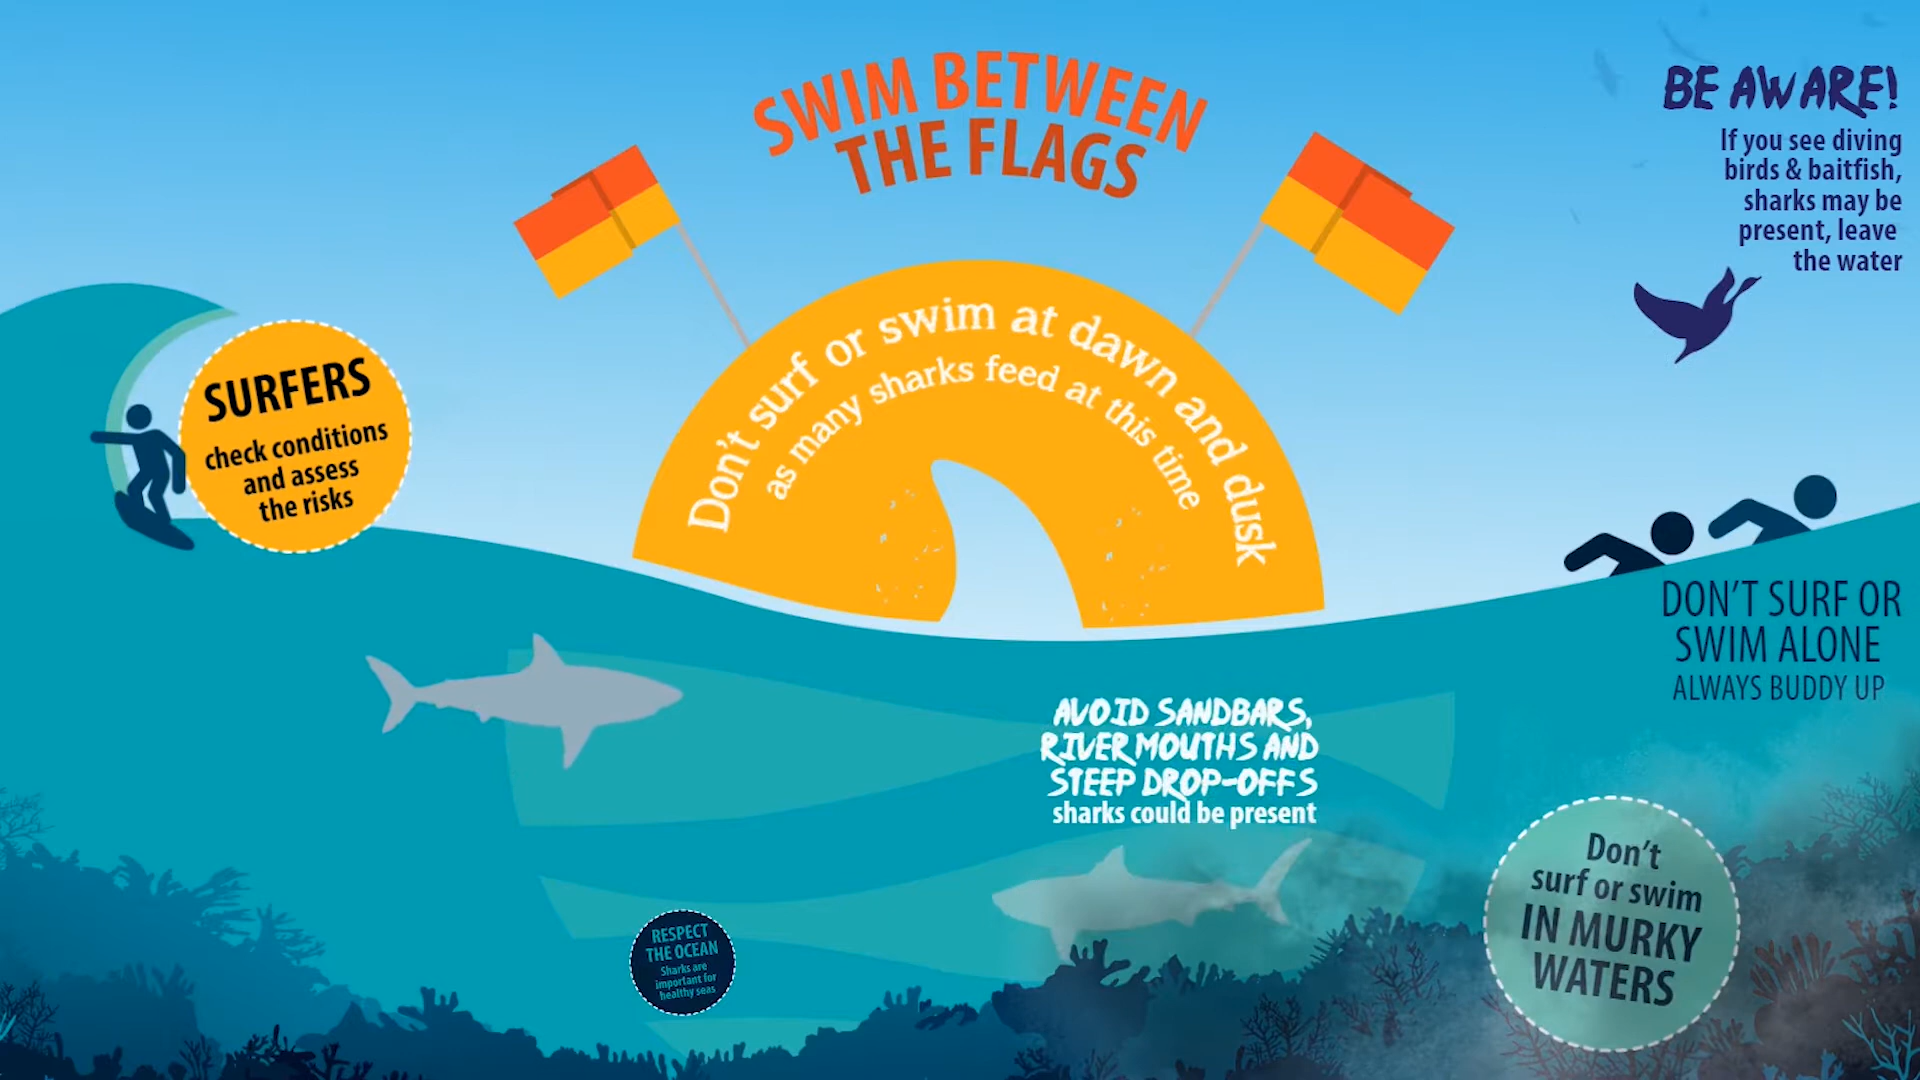 SWIM BETWEEN
THE FLAGS
BE AWARE!
If you see diving
birds & baitfish,
sharks may be
present, leave
the water
Don't surf or swim at dawn and dusk
as many sharks feed at this time
SURFERS
check conditions
and assess
the risks
DON'T SURF OR
SWIM ALONE
ALWAYS BUDDY UP
AVOID SANDBARS,
RIVER MOUTHS AND
STEEP DROP-OFFS
sharks could be present
Don't
surf or swim
IN MURKY
WATERS
RESPECT
THE OCEAN
Sharks are
important for
healthy seas